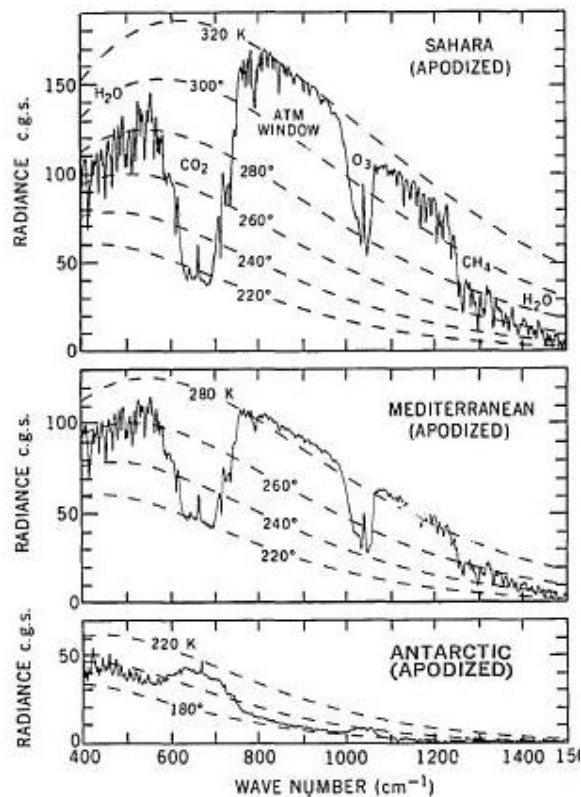 320 K
SAHARA
(APODIZED)
150
H₂O
300°
ATM
WINDOW
RADIANCE c.g.s.
100
CO₂
280°
O₃
260°
50
240°
220°
CH₄
H₂O
0
280 K
MEDITERRANEAN
(APODIZED)
RADIANCE c.g.s.
100
260°
50
240°
220°
0
220 K
ANTARCTIC
(APODIZED)
RADIANCE c.g.s.
50
180°
0
400 600 800 1000 1200 1400 150
WAVE NUMBER (cm⁻¹)